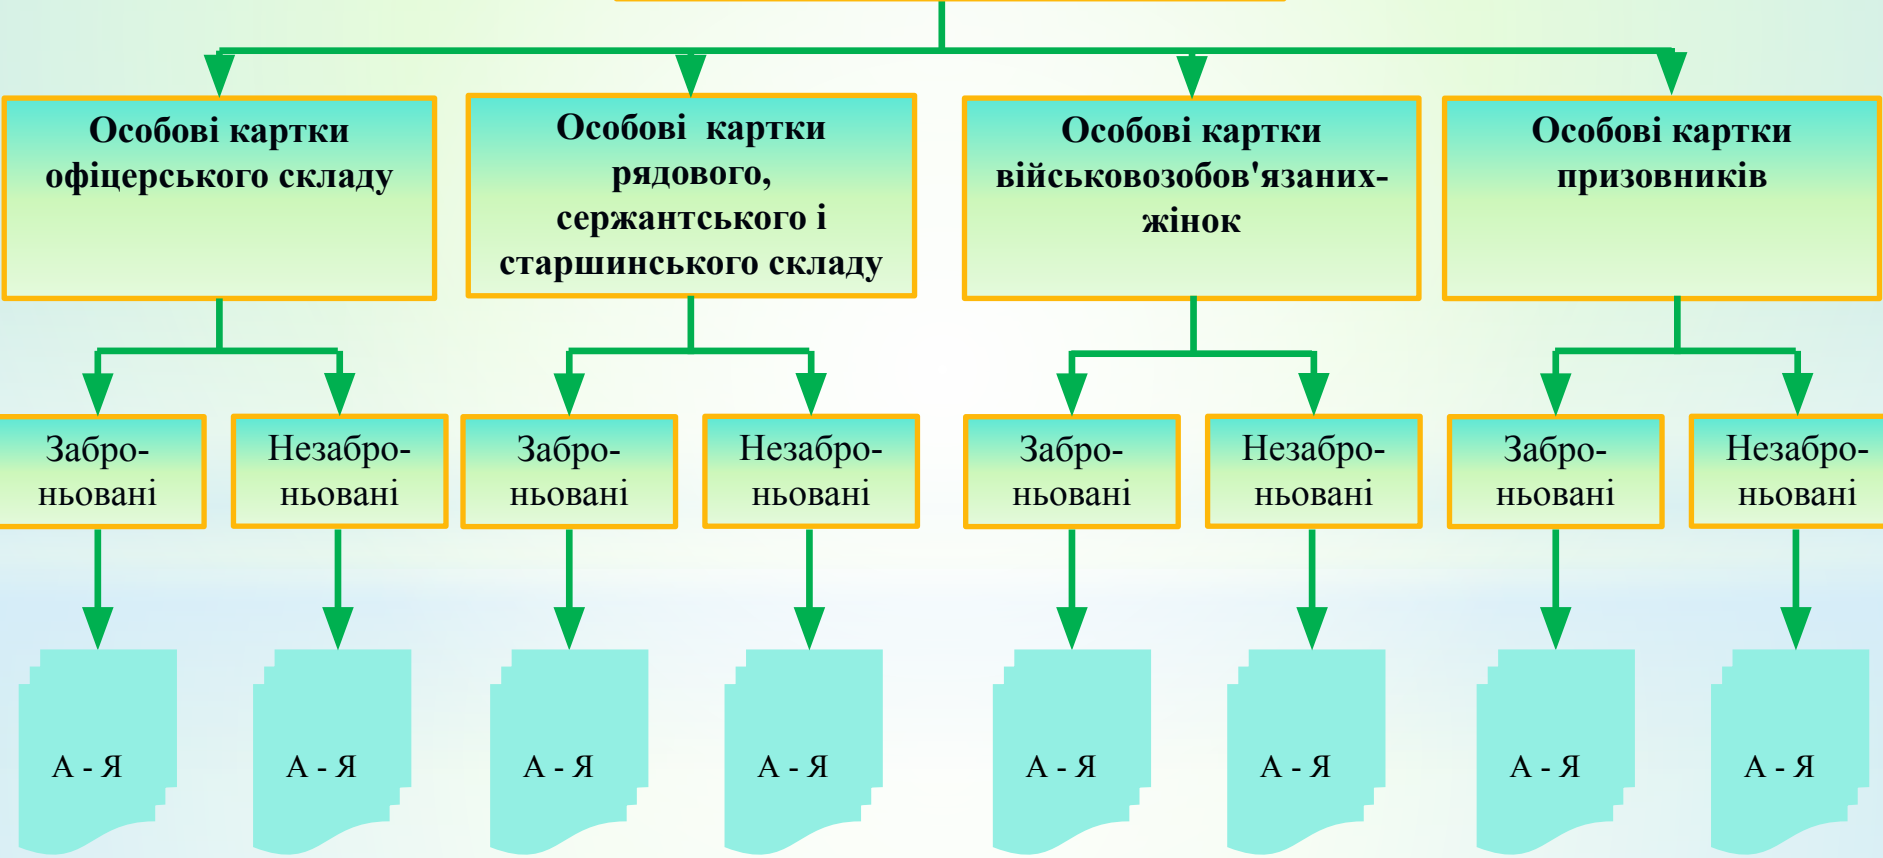 Особові картки
офіцерського складу
Особові картки
рядового,
сержантського і
старшинського складу
Особові картки
військовозобов'язаних-
жінок
Особові картки
призовників
Забро-
ньовані
Незабро-
ньовані
Забро-
ньовані
Незабро-
ньовані
Забро-
ньовані
Незабро-
ньовані
Забро-
ньовані
Незабро-
ньовані
А - Я
А - Я
А - Я
А - Я
А - Я
А - Я
А - Я
А - Я